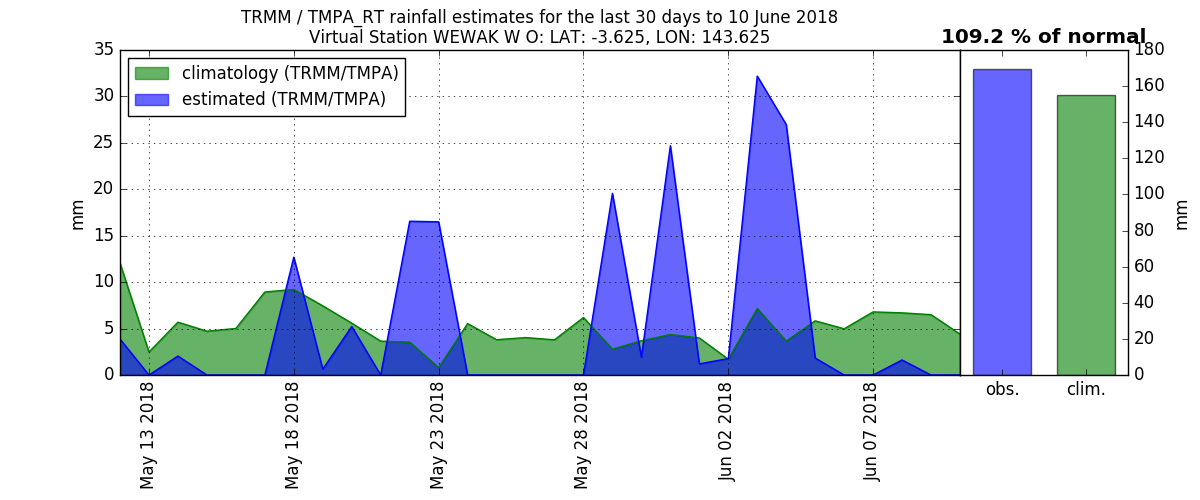 TRMM / TMPA_RT rainfall estimates for the last 30 days to 10 June 2018
Virtual Station WEWAK W O: LAT: -3.625, LON: 143.625
109.2 % of normal
climatology (TRMM/TMPA)
estimated (TRMM/TMPA)
35
30
25
20
15
10
5
0
mm
May 13 2018
May 18 2018
May 23 2018
May 28 2018
Jun 02 2018
Jun 07 2018
obs.
clim.
180
160
140
120
100
80
60
40
20
0
mm